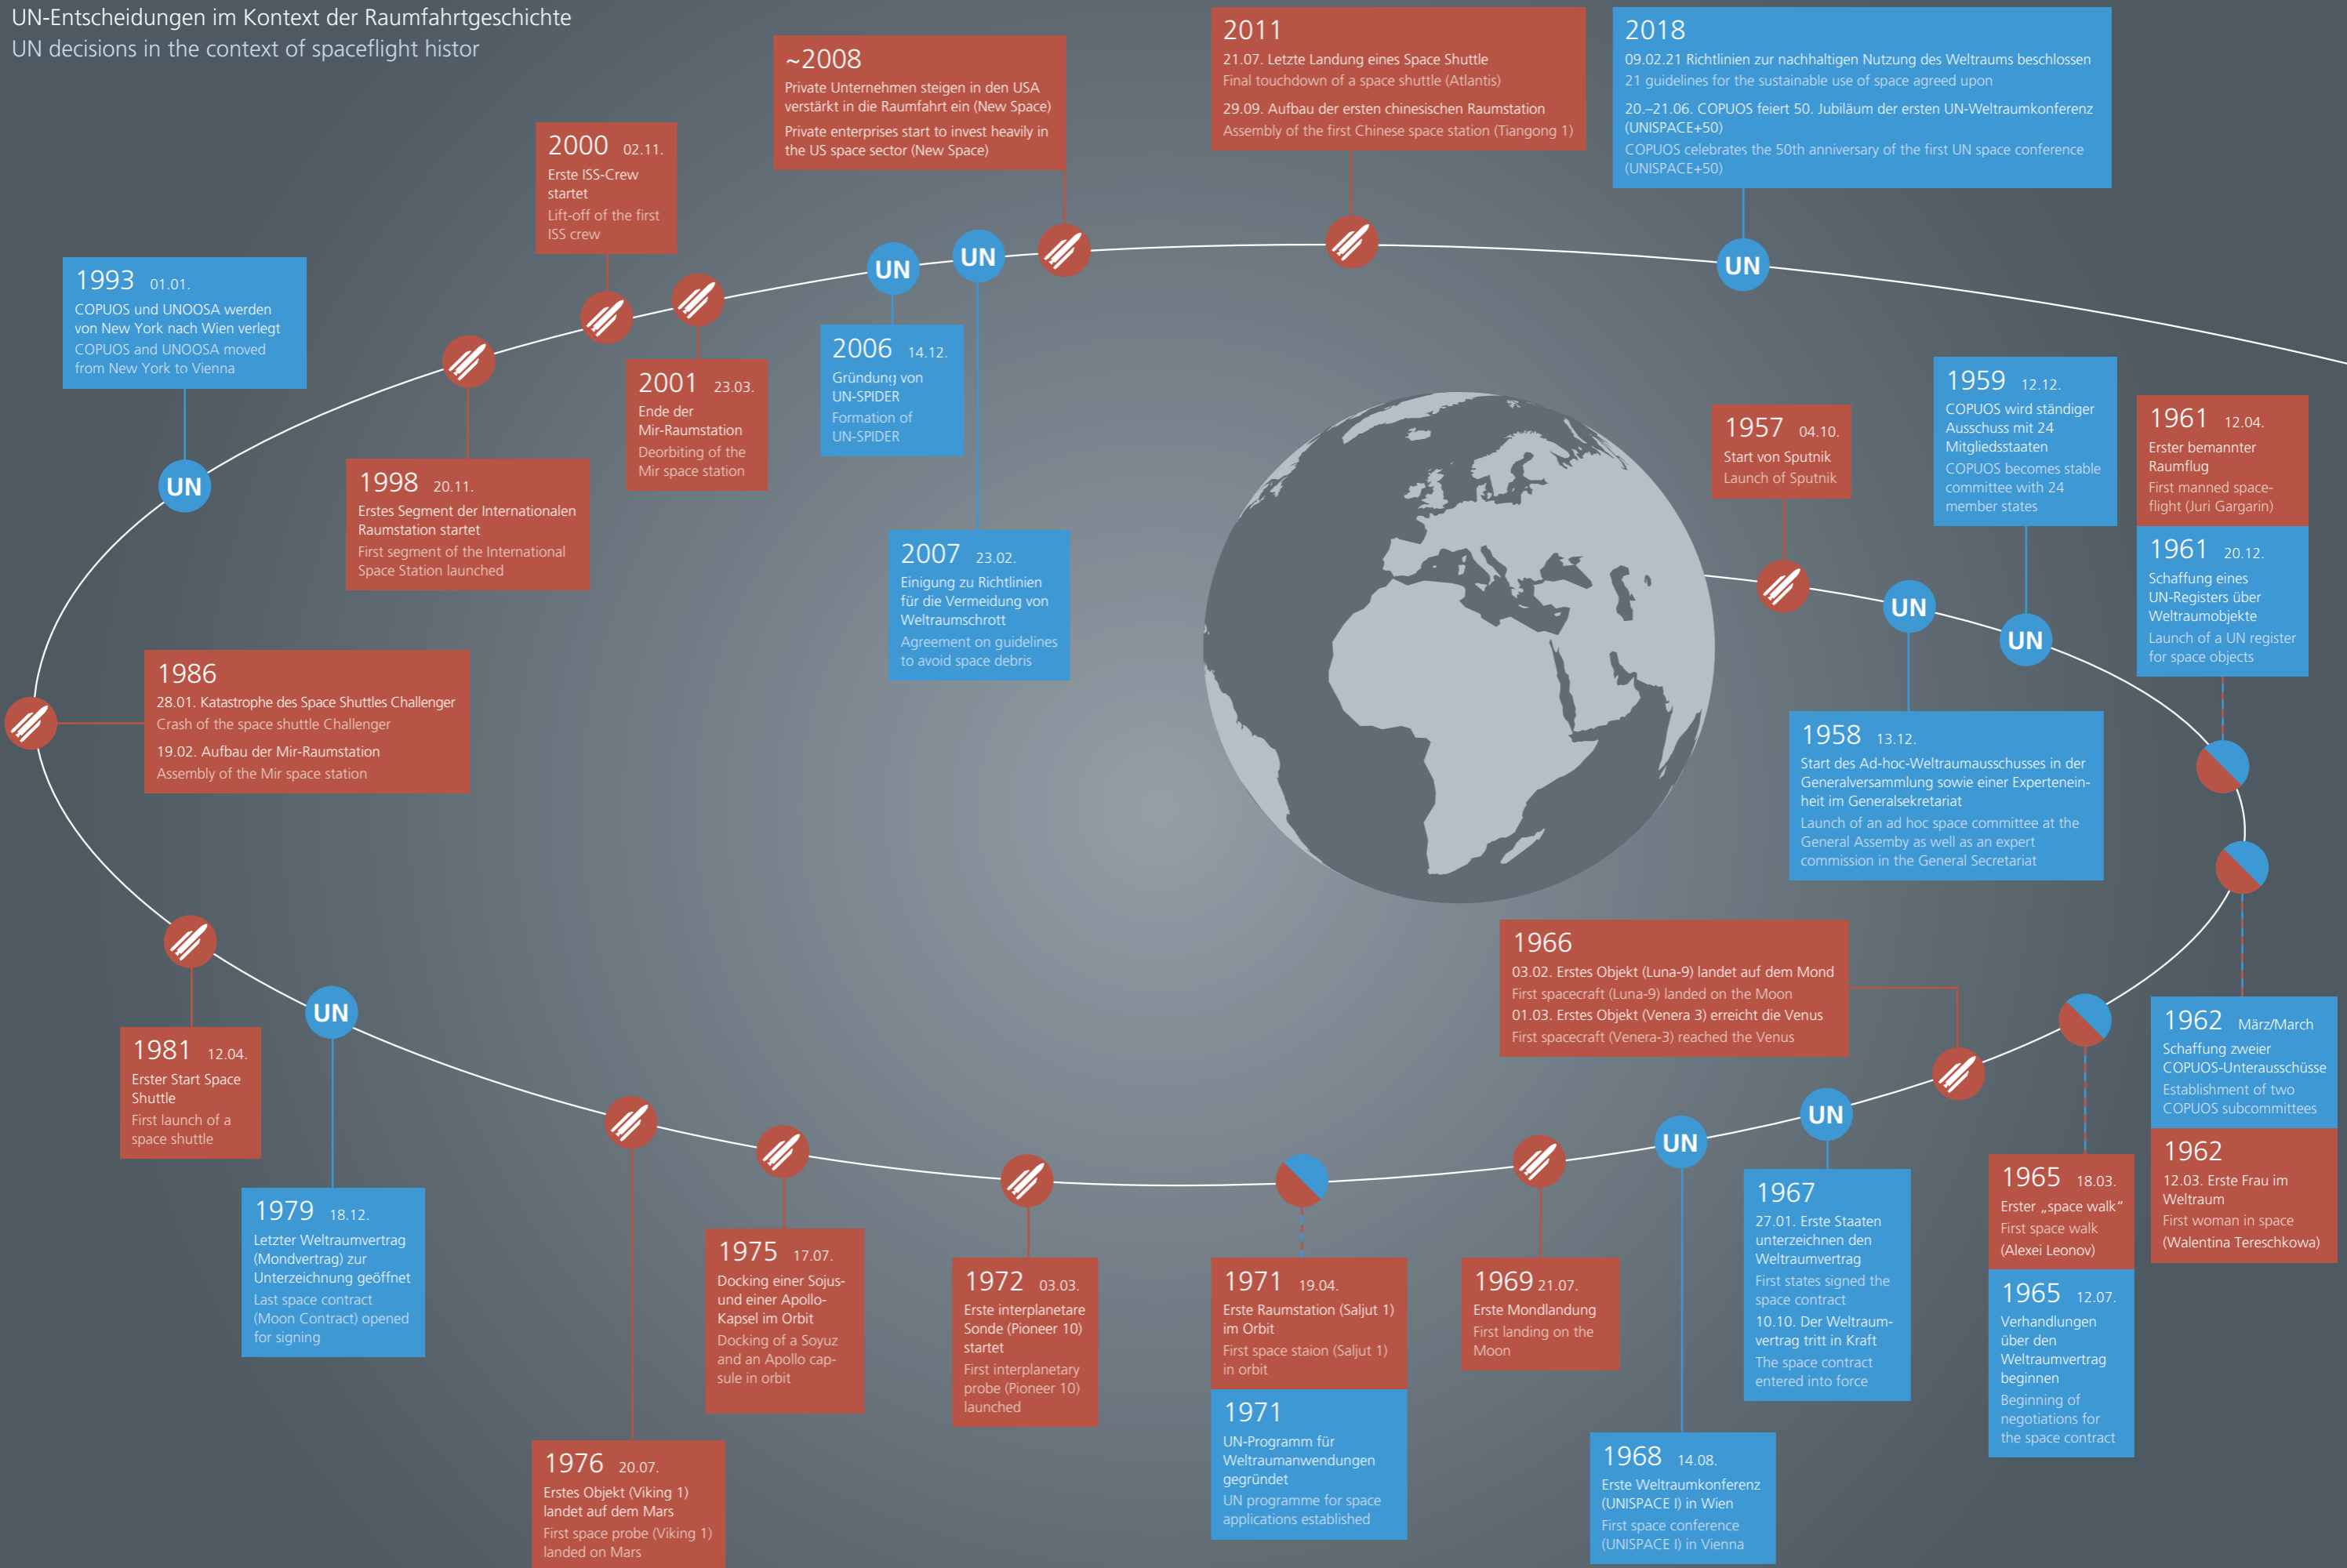 UN-Entscheidungen im Kontext der Raumfahrtgeschichte
UN decisions in the context of spaceflight histor
~2008
Private Unternehmen steigen in den USA
verstärkt in die Raumfahrt ein (New Space)
Private enterprises start to invest heavily in
the US space sector (New Space)
2011
21.07. Letzte Landung eines Space Shuttle
Final touchdown of a space shuttle (Atlantis)
29.09. Aufbau der ersten chinesischen Raumstation
Assembly of the first Chinese space station (Tiangong 1)
2018
09.02.21 Richtlinien zur nachhaltigen Nutzung des Weltraums beschlossen
21 guidelines for the sustainable use of space agreed upon
20.–21.06. COPUOS feiert 50. Jubiläum der ersten UN-Weltraumkonferenz
(UNISPACE+50)
COPUOS celebrates the 50th anniversary of the first UN space conference
(UNISPACE+50)
2000 02.11.
Erste ISS-Crew
startet
Lift-off of the first
ISS crew
UN
UN
UN
1993 01.01.
COPUOS und UNOOSA werden
von New York nach Wien verlegt
COPUOS and UNOOSA moved
from New York to Vienna
UN
1998 20.11.
Erstes Segment der Internationalen
Raumstation startet
First segment of the International
Space Station launched
2001 23.03.
Ende der
Mir-Raumstation
Deorbiting of the
Mir space station
2006 14.12.
Gründung von
UN-SPIDER
Formation of
UN-SPIDER
2007 23.02.
Einigung zu Richtlinien
für die Vermeidung von
Weltraumschrott
Agreement on guidelines
to avoid space debris
1957 04.10.
Start von Sputnik
Launch of Sputnik
1959 12.12.
COPUOS wird ständiger
Ausschuss mit 24
Mitgliedsstaaten
COPUOS becomes stable
committee with 24
member states
1961 12.04.
Erster bemannter
Raumflug
First manned space-
flight (Juri Gargarin)
1961 20.12.
Schaffung eines
UN-Registers über
Weltraumobjekte
Launch of a UN register
for space objects
UN
UN
1958 13.12.
Start des Ad-hoc-Weltraumausschusses in der
Generalversammlung sowie einer Expertenein-
heit im Generalsekretariat
Launch of an ad hoc space committee at the
General Assemby as well as an expert
commission in the General Secretariat
1986
28.01. Katastrophe des Space Shuttles Challenger
Crash of the space shuttle Challenger
19.02. Aufbau der Mir-Raumstation
Assembly of the Mir space station
1966
03.02. Erstes Objekt (Luna-9) landet auf dem Mond
First spacecraft (Luna-9) landed on the Moon
01.03. Erstes Objekt (Venera 3) erreicht die Venus
First spacecraft (Venera-3) reached the Venus
1962 März/March
Schaffung zweier
COPUOS-Unterausschüsse
Establishment of two
COPUOS subcommittees
1962
12.03. Erste Frau im
Weltraum
First woman in space
(Walentina Tereschkowa)
1965 18.03.
Erster „space walk“
First space walk
(Alexei Leonov)
1965 12.07.
Verhandlungen
über den
Weltraumvertrag
beginnen
Beginning of
negotiations for
the space contract
UN
1967
27.01. Erste Staaten
unterzeichnen den
Weltraumvertrag
First states signed the
space contract
10.10. Der Weltraum-
vertrag tritt in Kraft
The space contract
entered into force
UN
1968 14.08.
Erste Weltraumkonferenz
(UNISPACE I) in Wien
First space conference
(UNISPACE I) in Vienna
1969 21.07.
Erste Mondlandung
First landing on the
Moon
1971 19.04.
Erste Raumstation (Saljut 1)
im Orbit
First space staion (Saljut 1)
in orbit
1971
UN-Programm für
Weltraumanwendungen
gegründet
UN programme for space
applications established
1972 03.03.
Erste interplanetare
Sonde (Pioneer 10)
startet
First interplanetary
probe (Pioneer 10)
launched
1975 17.07.
Docking einer Sojus-
und einer Apollo-
Kapsel im Orbit
Docking of a Soyuz
and an Apollo cap-
sule in orbit
1976 20.07.
Erstes Objekt (Viking 1)
landet auf dem Mars
First space probe (Viking 1)
landed on Mars
UN
1979 18.12.
Letzter Weltraumvertrag
(Mondvertrag) zur
Unterzeichnung geöffnet
Last space contract
(Moon Contract) opened
for signing
1981 12.04.
Erster Start Space
Shuttle
First launch of a
space shuttle